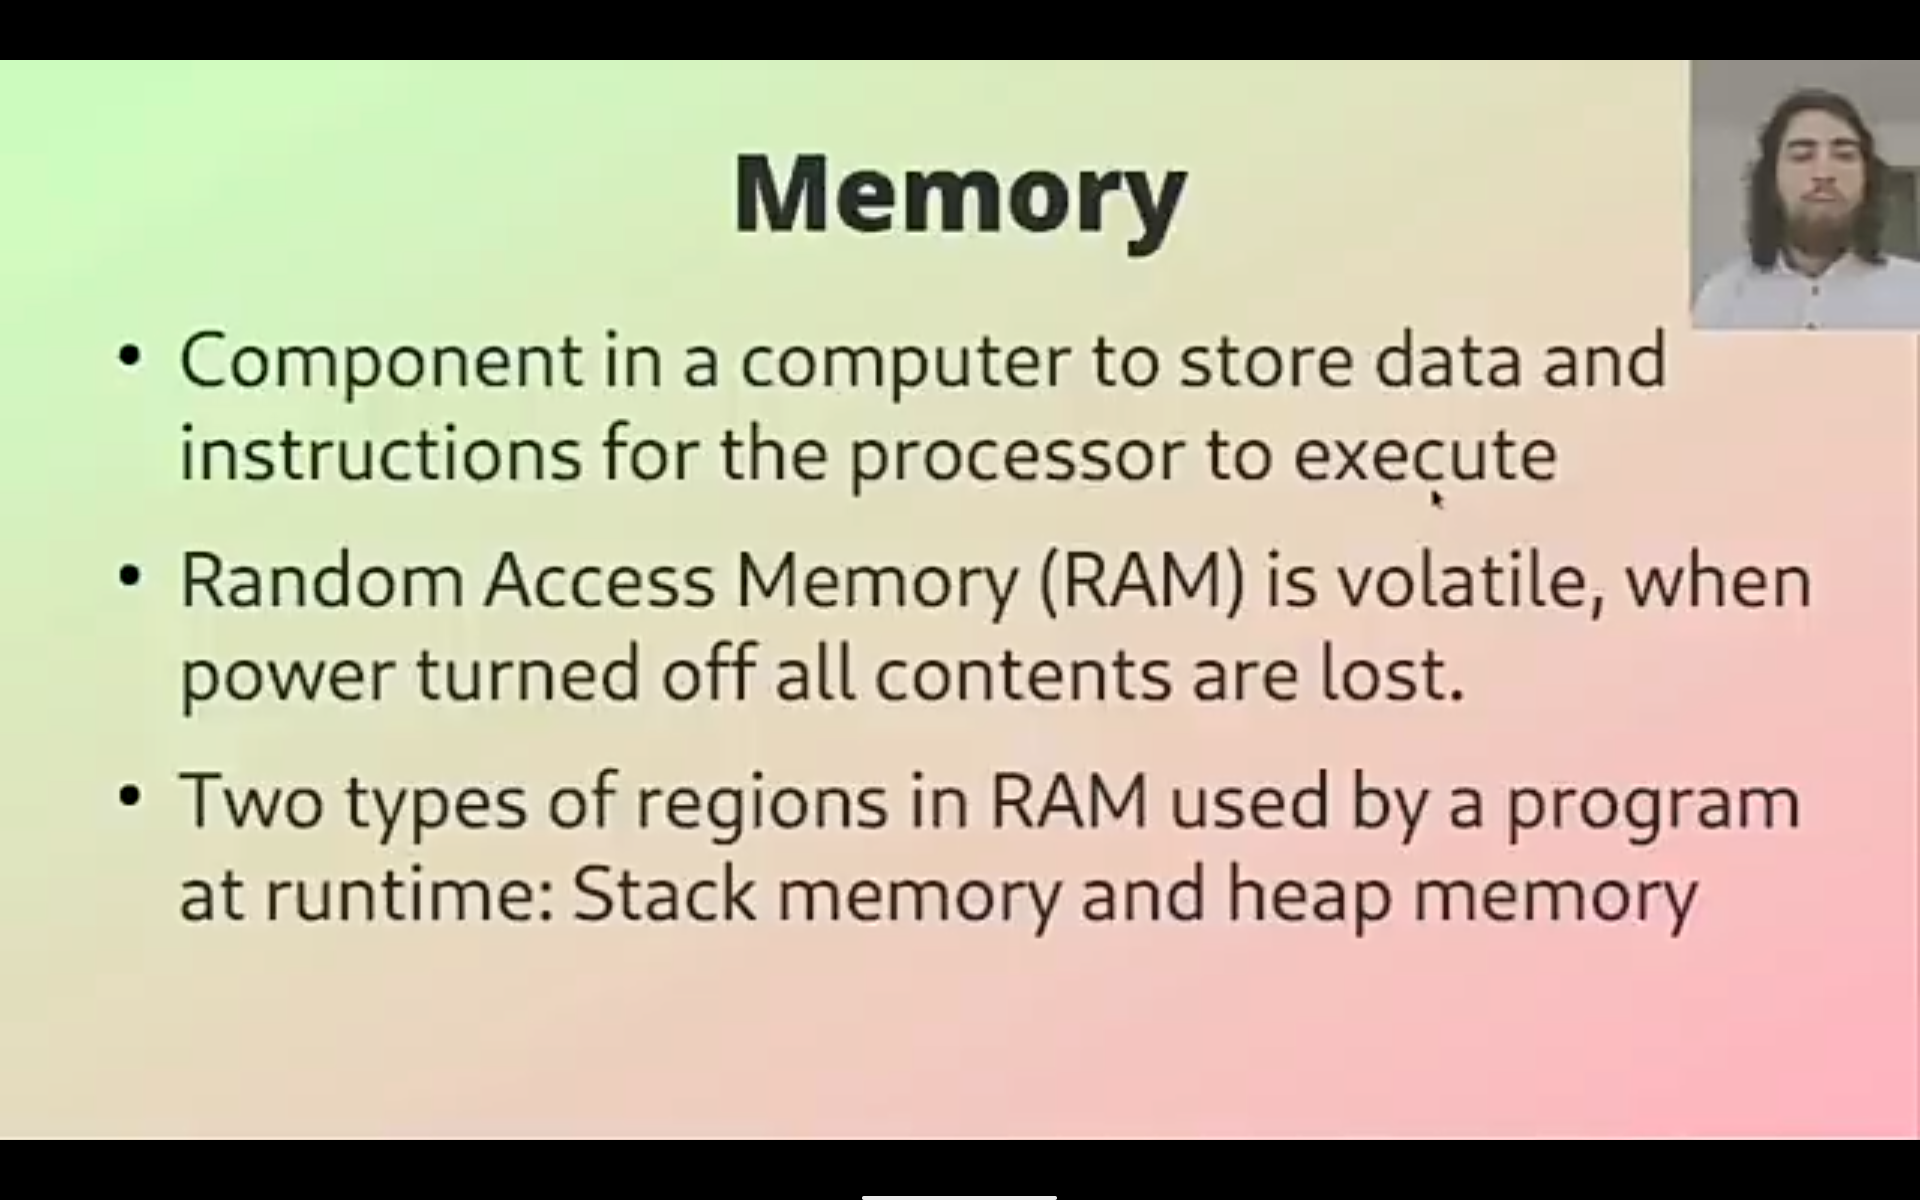 Memory
• Component in a computer to store data and
instructions for the processor to execute
• Random Access Memory (RAM) is volatile, when
power turned off all contents are lost.
• Two types of regions in RAM used by a program
at runtime: Stack memory and heap memory